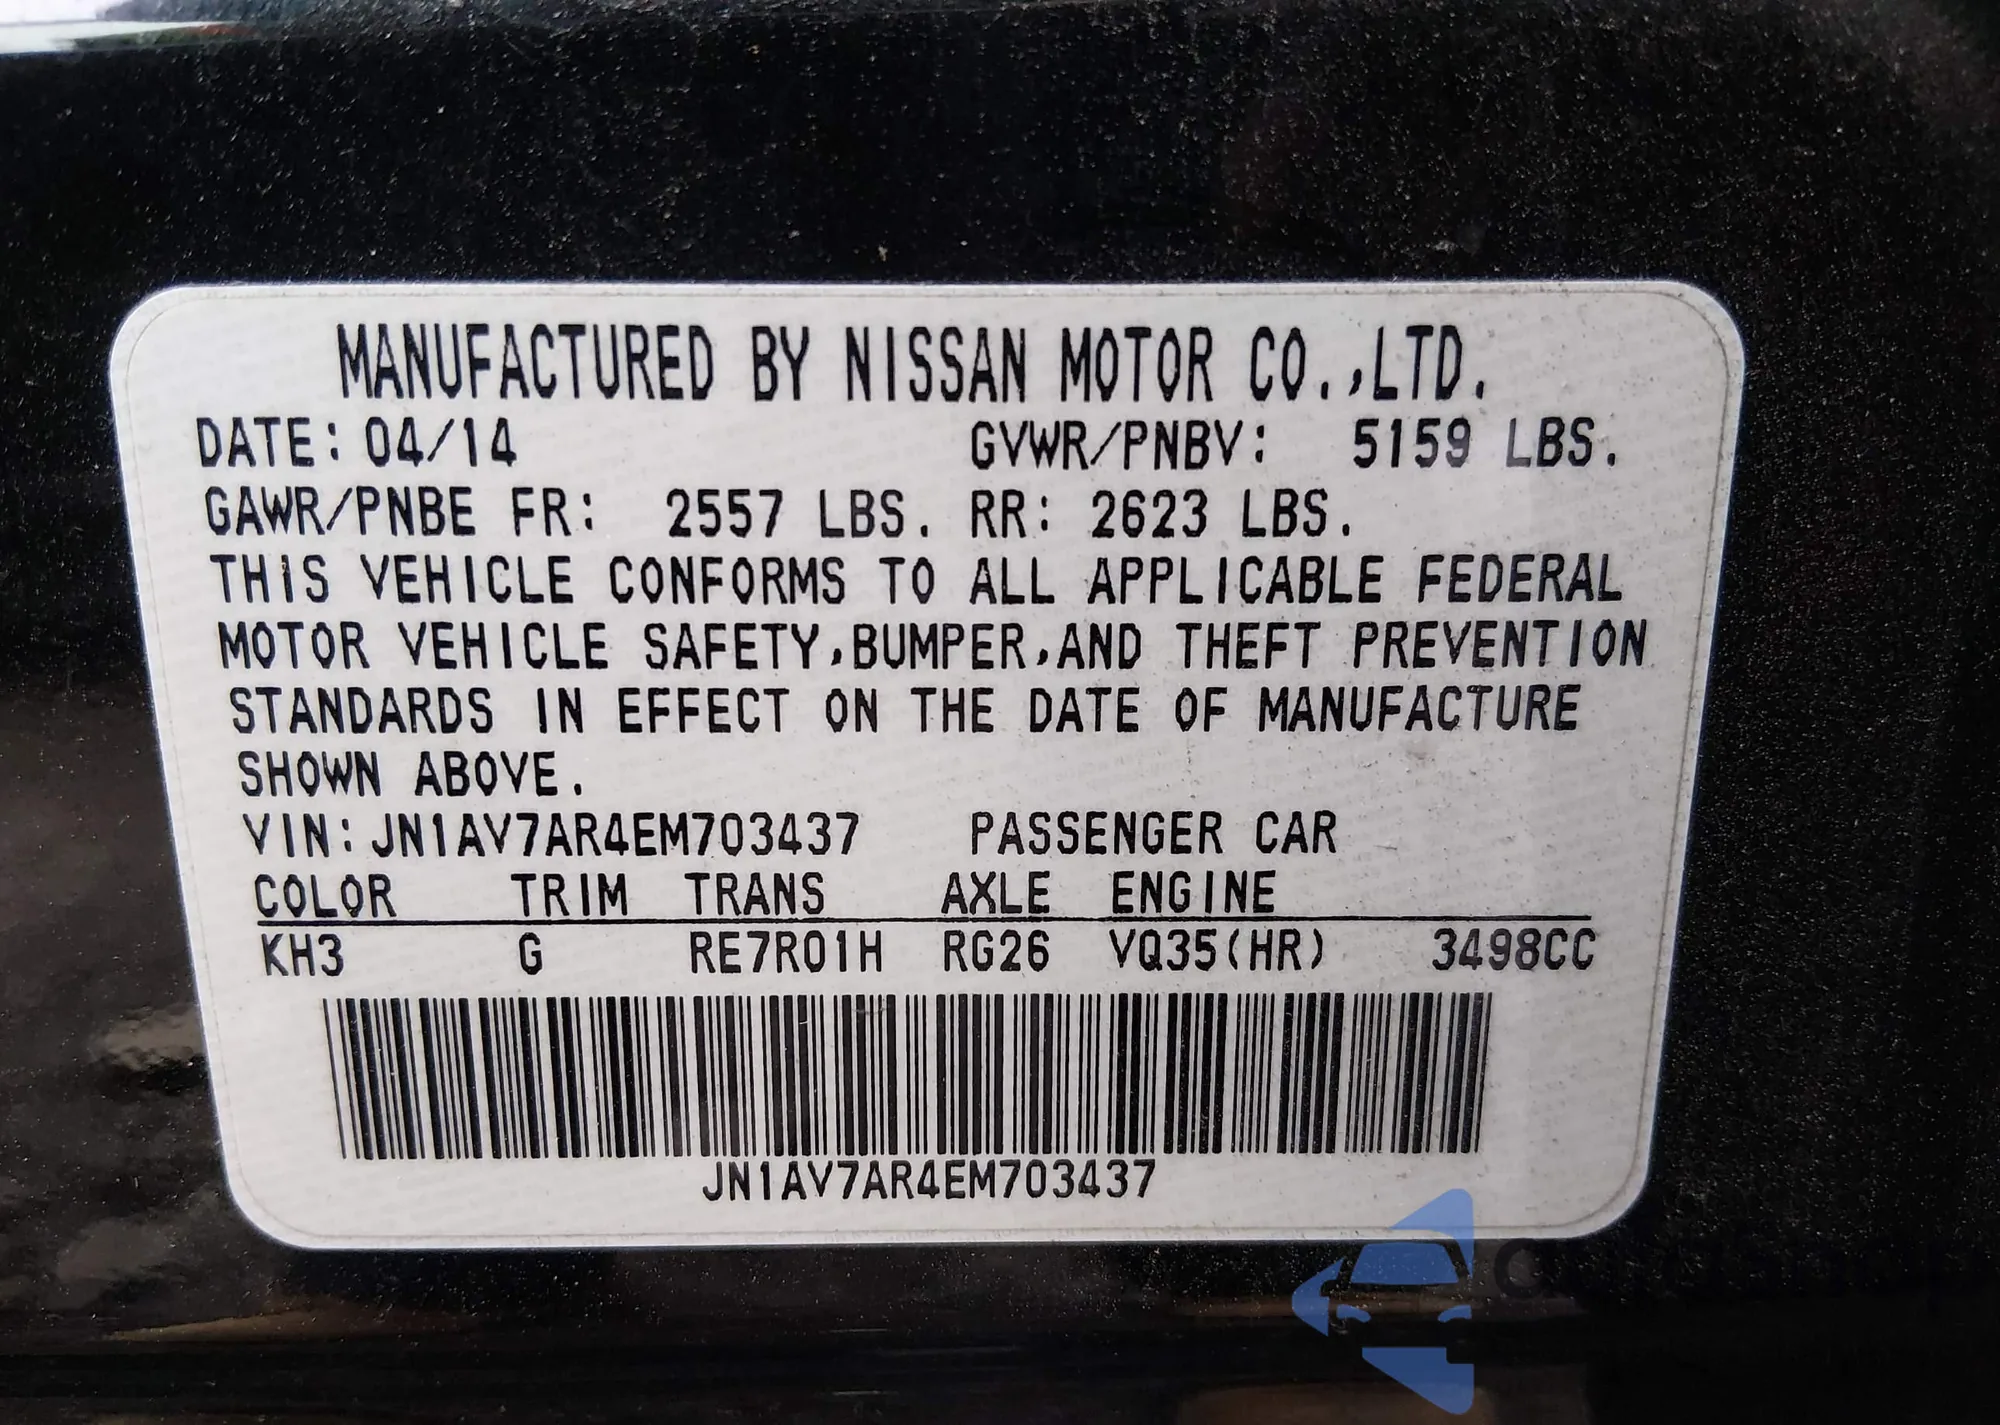 MANUFACTURED BY NISSAN MOTOR CO.,LTD.
DATE: 04/14 GVWR/PNBV: 5159 LBS.
GAWR/PNBE FR: 2557 LBS. RR: 2623 LBS.
THIS VEHICLE CONFORMS TO ALL APPLICABLE FEDERAL
MOTOR VEHICLE SAFETY,BUMPER,AND THEFT PREVENTION
STANDARDS IN EFFECT ON THE DATE OF MANUFACTURE
SHOWN ABOVE.
VIN: JN1AV7AR4EM703437 PASSENGER CAR
COLOR TRIM TRANS AXLE ENGINE
KH3 G RE7R01H RG26 VQ35(HR) 3498CC
JN1AV7AR4EM703437